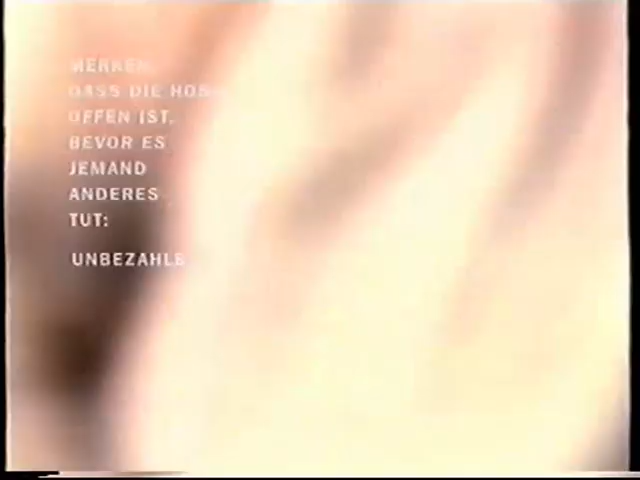 MERKEN,
DASS DIE HOS
OFFEN IST,
BEVOR ES
JEMAND
ANDERES
TUT:
UNBEZAHLB